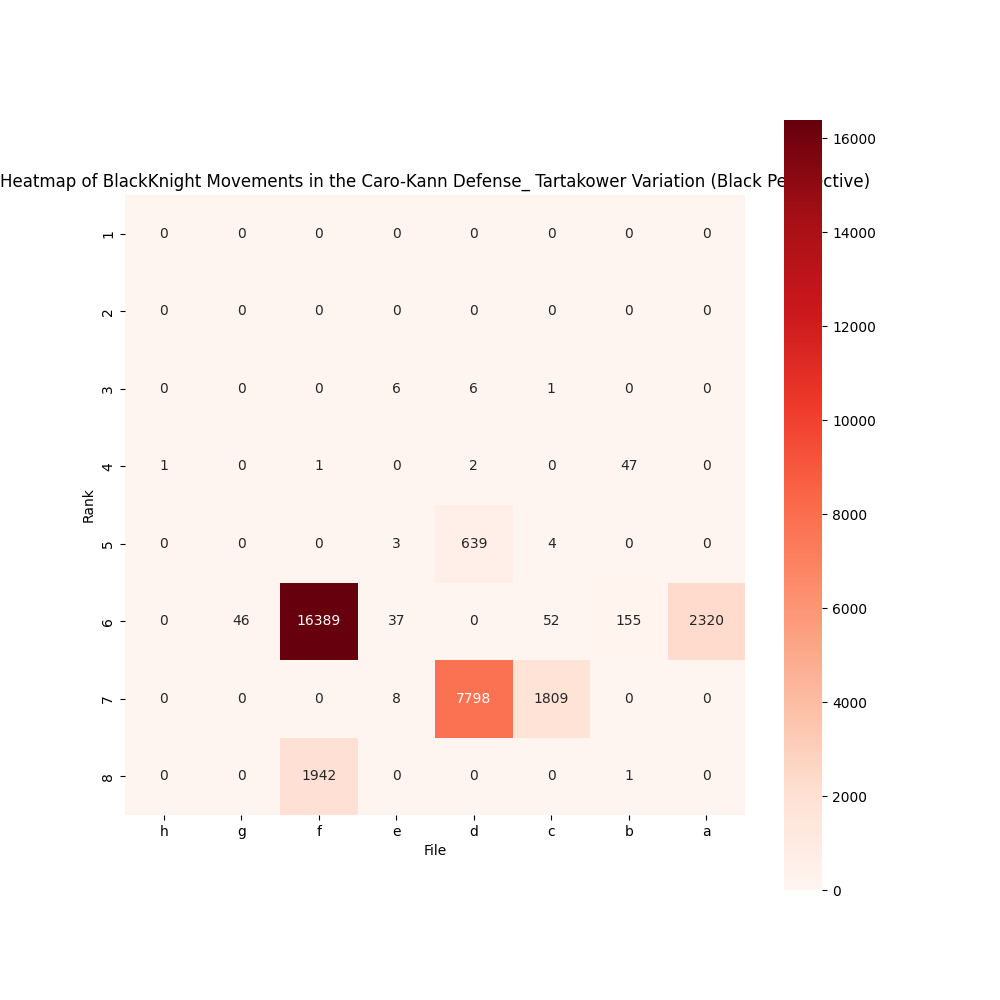 Heatmap of BlackKnight Movements in the Caro-Kann Defense_ Tartakower Variation (Black Pe ctive)
16000
14000
12000
10000
8000
6000
4000
2000
0
1 0 0 0 0 0 0 0 0
2 0 0 0 0 0 0 0 0
3 0 0 0 6 6 1 0 0
4 1 0 1 0 2 0 47 0
5 0 0 0 3 639 4 0 0
6 0 46 16389 37 0 52 155 2320
7 0 0 0 8 7798 1809 0 0
8 0 0 1942 0 0 0 1 0
Rank
h g f e d c b a
File